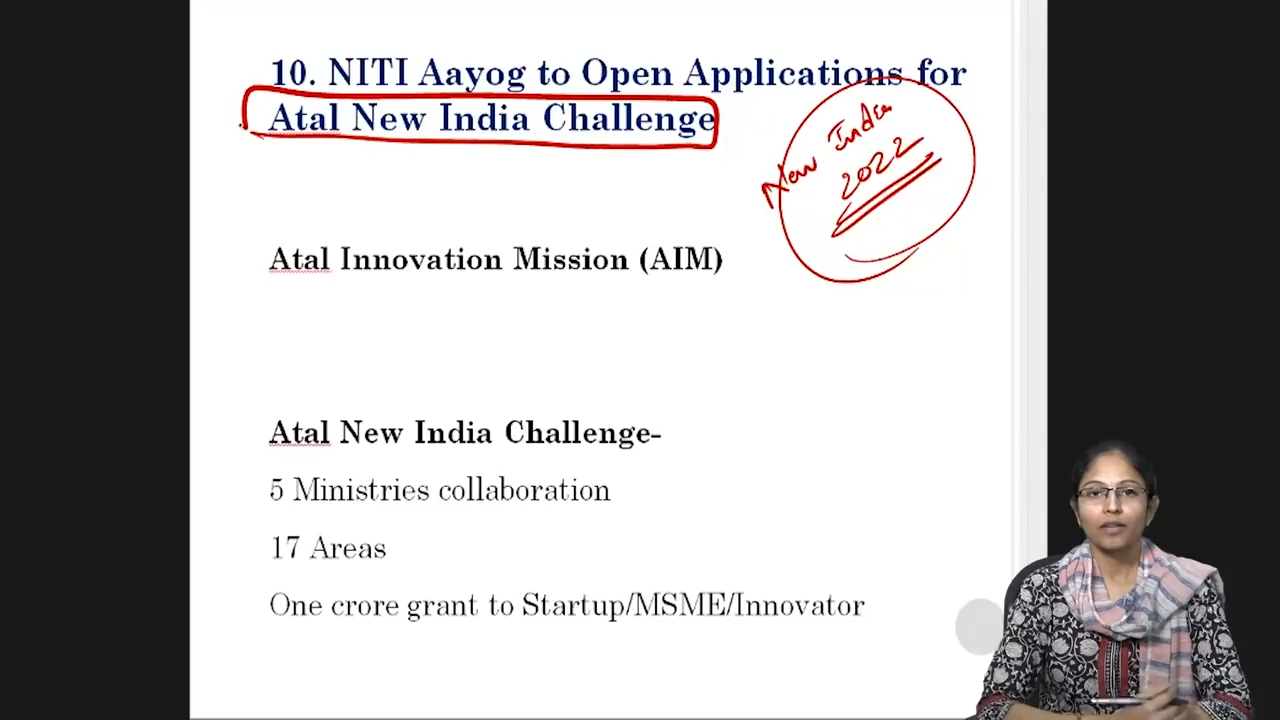 10. NITI Aayog to Open Applications for
Atal New India Challenge
New India
2022
Atal Innovation Mission (AIM)
Atal New India Challenge-
5 Ministries collaboration
17 Areas
One crore grant to Startup/MSME/Innovator